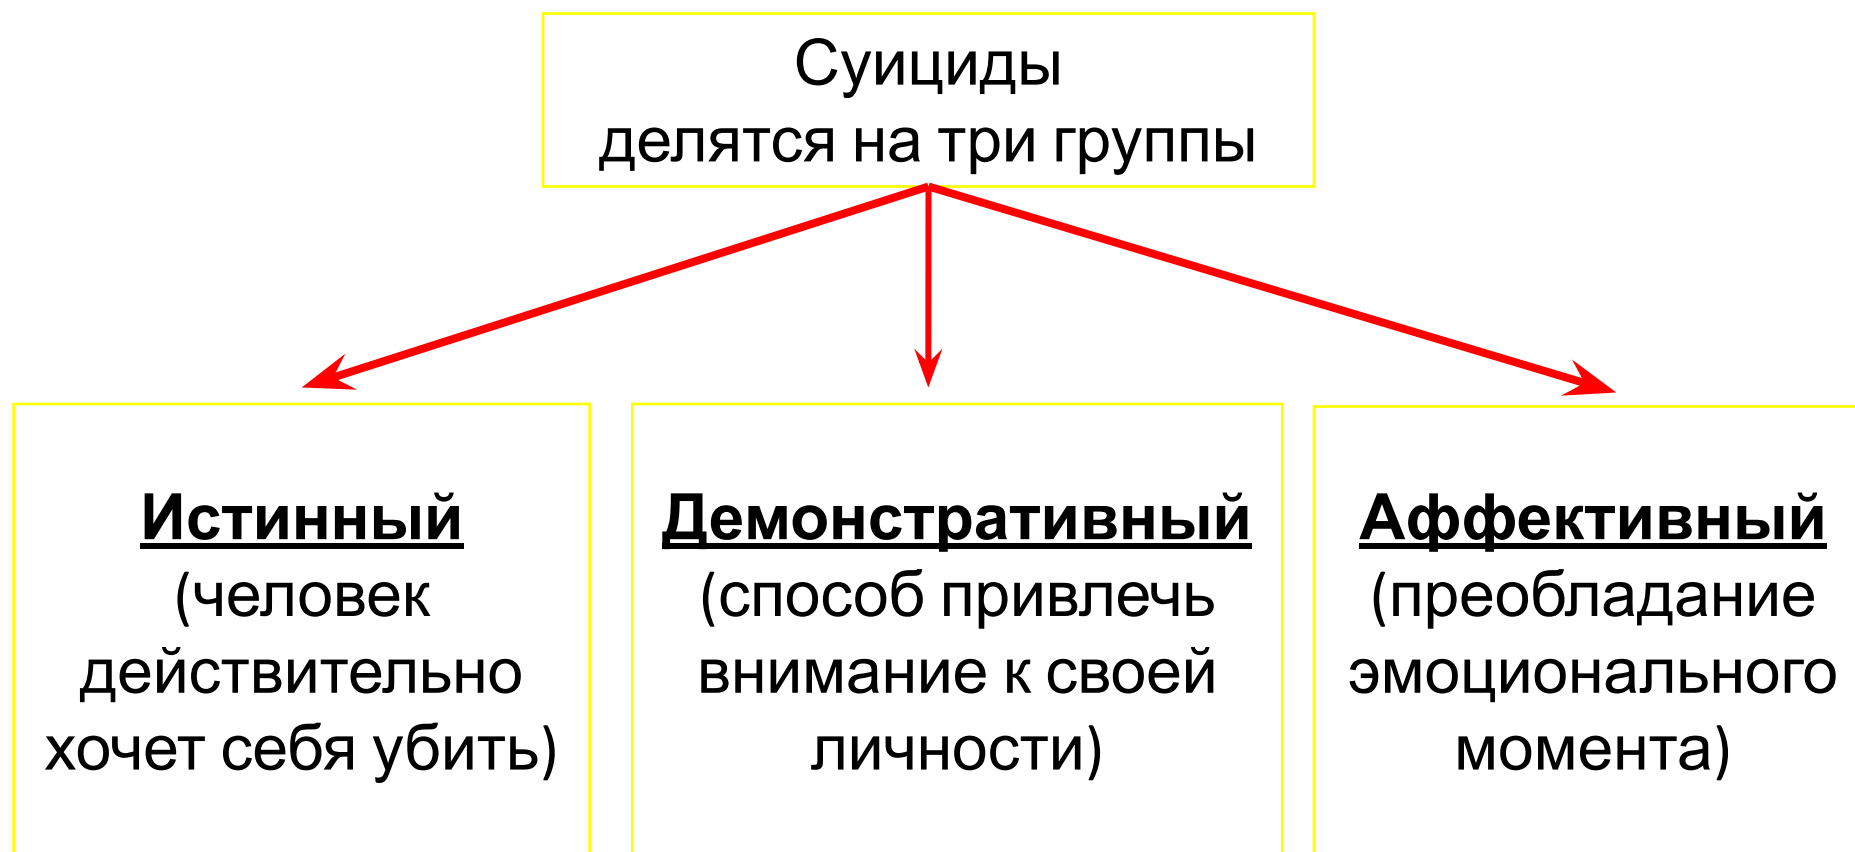 Суициды
делятся на три группы
Истинный
(человек
действительно
хочет себя убить)
Демонстративный
(способ привлечь
внимание к своей
личности)
Аффективный
(преобладание
эмоционального
момента)